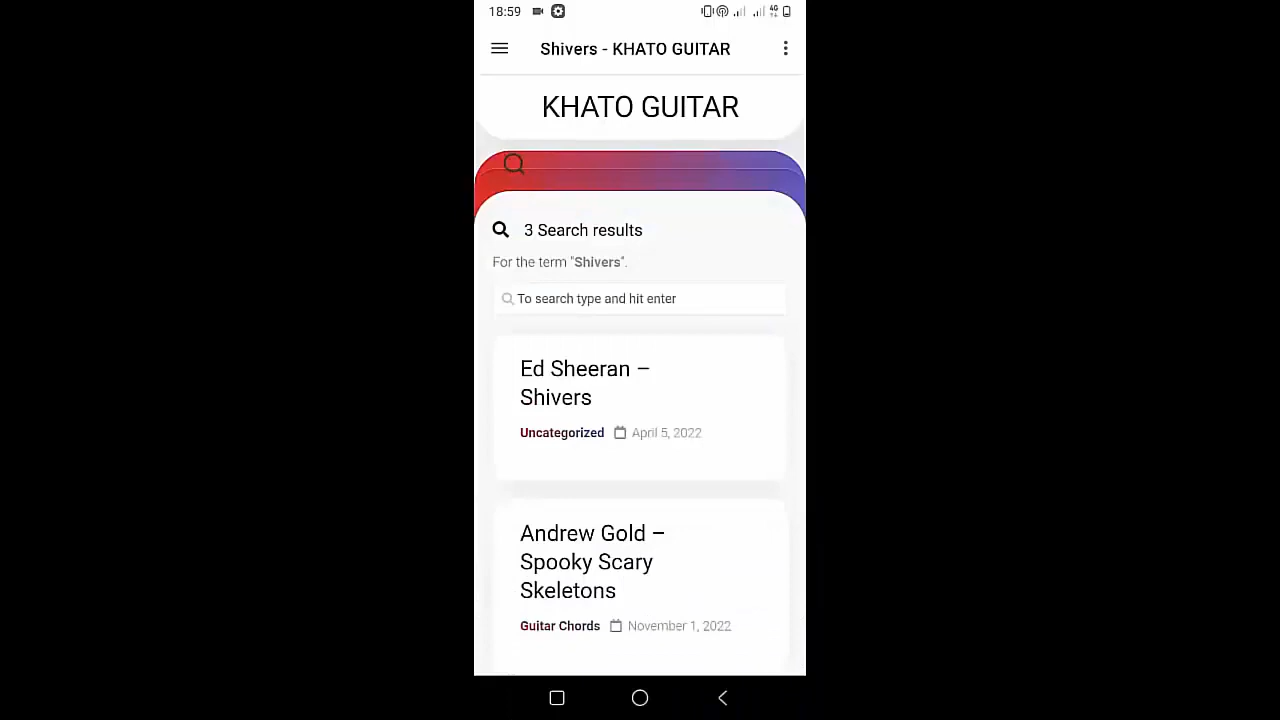 18:59
4G
Shivers - KHATO GUITAR
KHATO GUITAR
3 Search results
For the term "Shivers".
To search type and hit enter
Ed Sheeran –
Shivers
Uncategorized April 5, 2022
Andrew Gold –
Spooky Scary
Skeletons
Guitar Chords November 1, 2022